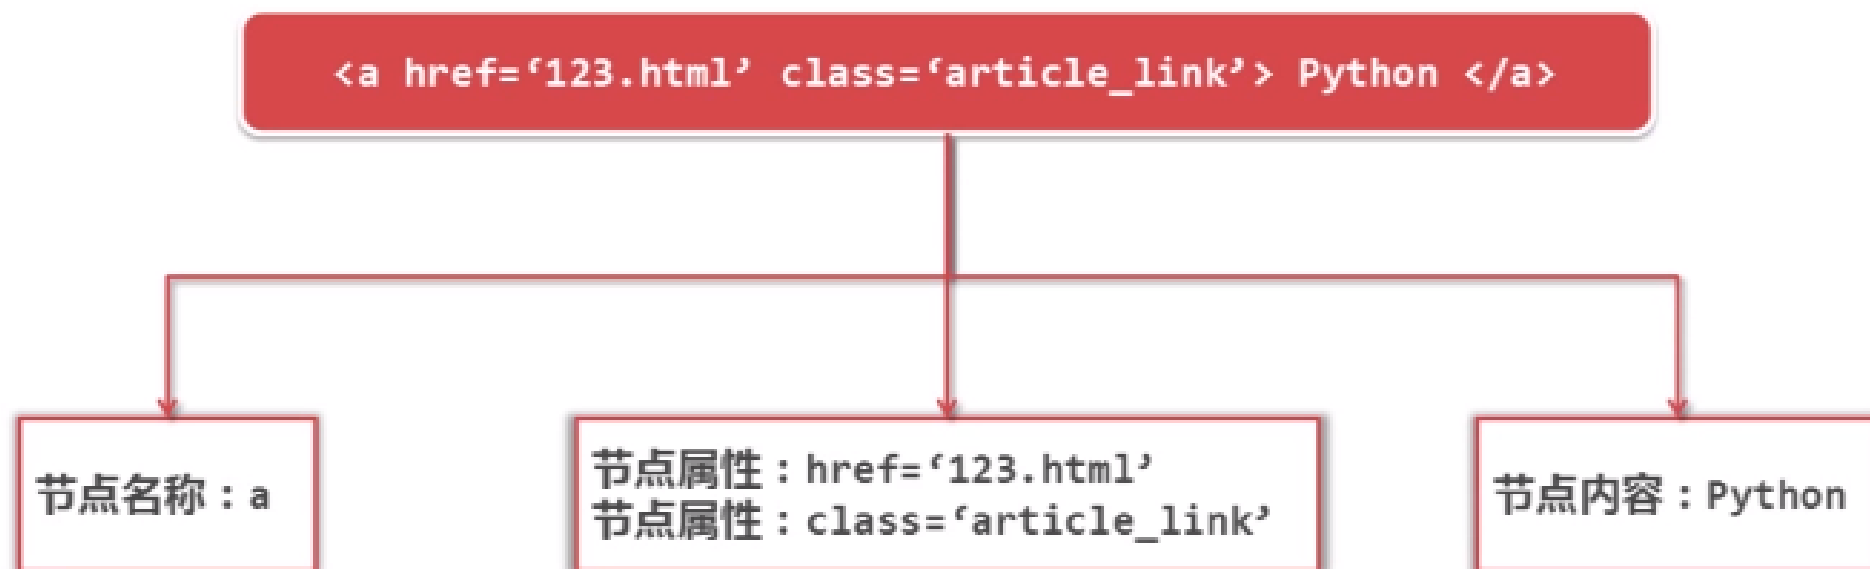 <a href=‘123.html’ class=‘article_link’> Python </a>
节点名称：a
节点属性：href=‘123.html’
节点属性：class=‘article_link’
节点内容：Python